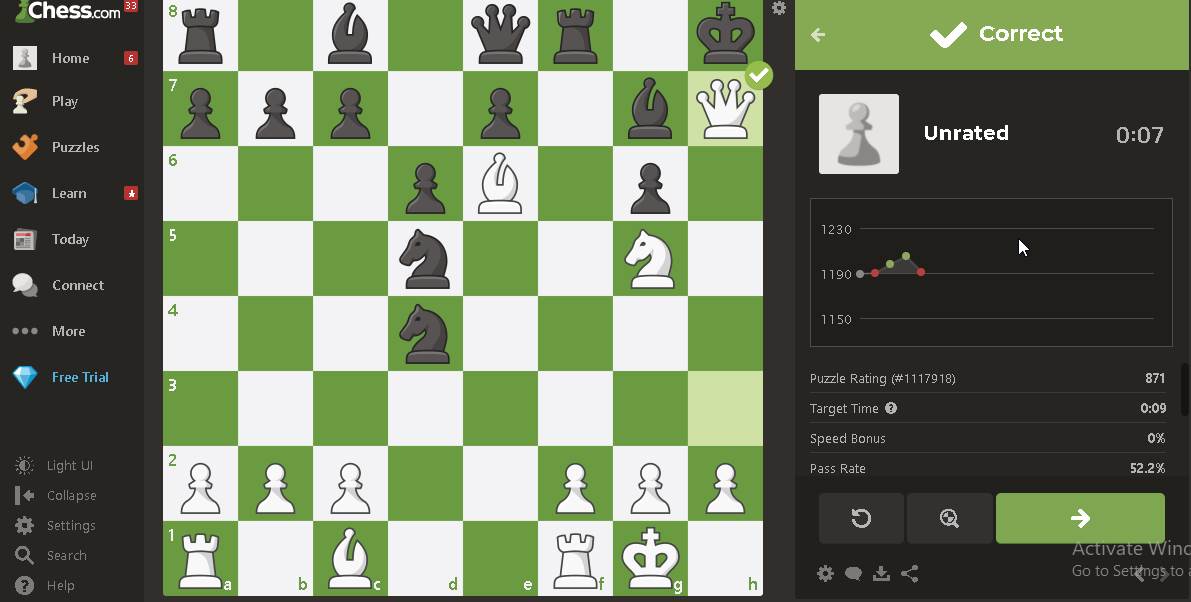 Chess.com 33
Home 6
Play
Puzzles
Learn
Today
Connect
More
Free Trial
Light UI
Collapse
Settings
Search
Help
8
7
6
5
4
3
2
1
a b c d e f g h
Correct
Unrated 0:07
1230
1190
1150
Puzzle Rating (#1117918) 871
Target Time ? 0:09
Speed Bonus 0%
Pass Rate 52.2%
Activate Winc
Go to Settings to a